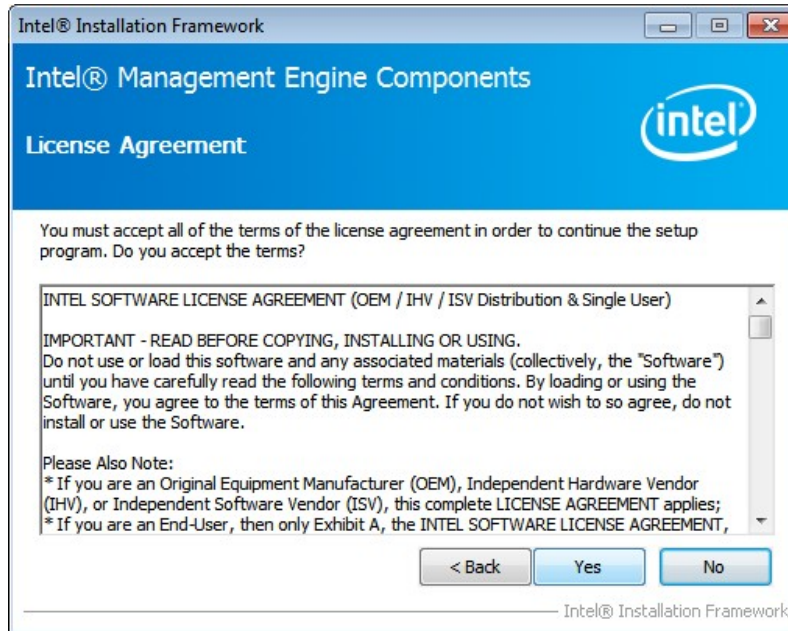 Intel® Installation Framework
Intel® Management Engine Components
intel
License Agreement
You must accept all of the terms of the license agreement in order to continue the setup
program. Do you accept the terms?
INTEL SOFTWARE LICENSE AGREEMENT (OEM / IHV / ISV Distribution & Single User)
IMPORTANT - READ BEFORE COPYING, INSTALLING OR USING.
Do not use or load this software and any associated materials (collectively, the "Software")
until you have carefully read the following terms and conditions. By loading or using the
Software, you agree to the terms of this Agreement. If you do not wish to so agree, do not
install or use the Software.
Please Also Note:
* If you are an Original Equipment Manufacturer (OEM), Independent Hardware Vendor
(IHV), or Independent Software Vendor (ISV), this complete LICENSE AGREEMENT applies;
* If you are an End-User, then only Exhibit A, the INTEL SOFTWARE LICENSE AGREEMENT,
< Back
Yes
No
Intel® Installation Framework